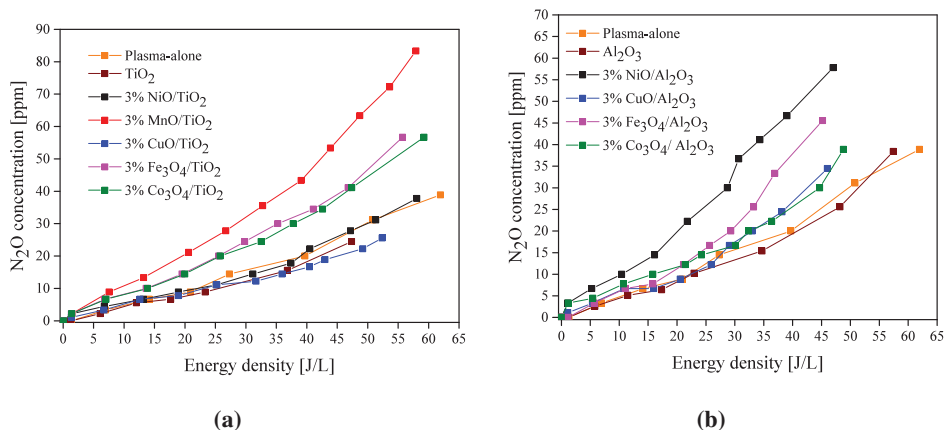 90
80
70
60
50
40
30
20
10
0
N₂O concentration [ppm]
Plasma-alone
TiO₂
3% NiO/TiO₂
3% MnO/TiO₂
3% CuO/TiO₂
3% Fe₃O₄/TiO₂
3% Co₃O₄/TiO₂
0 5 10 15 20 25 30 35 40 45 50 55 60 65
Energy density [J/L]
(a)
70
65
60
55
50
45
40
35
30
25
20
15
10
5
0
N₂O concentration [ppm]
Plasma-alone
Al₂O₃
3% NiO/Al₂O₃
3% CuO/Al₂O₃
3% Fe₃O₄/Al₂O₃
3% Co₃O₄/ Al₂O₃
0 5 10 15 20 25 30 35 40 45 50 55 60 65
Energy density [J/L]
(b)